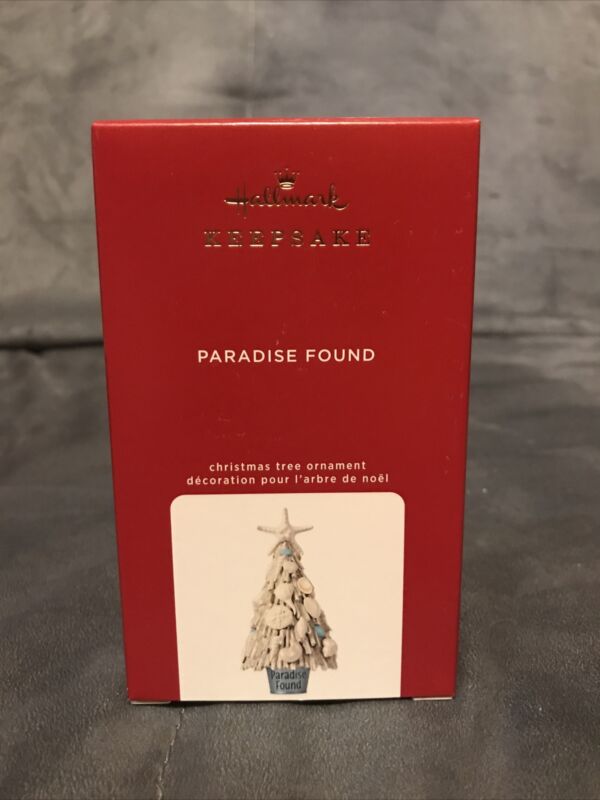 Hallmark
KEEPSAKE
PARADISE FOUND
christmas tree ornament
décoration pour l'arbre de noël
Paradise
Found